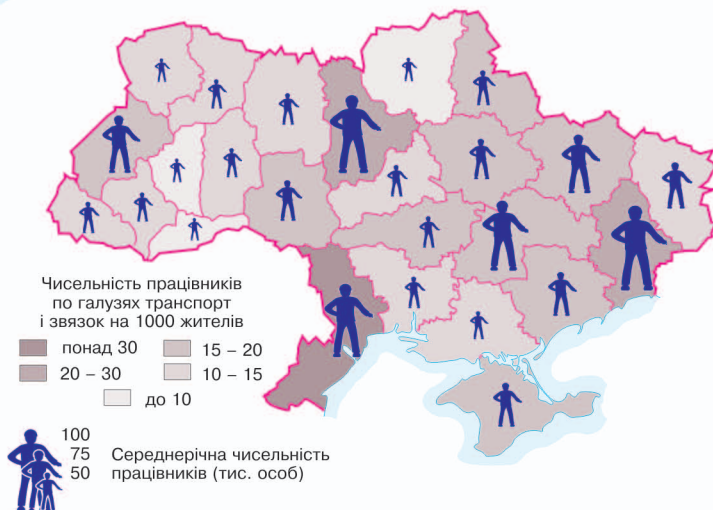 Чисельність працівників
по галузях транспорт
і звязок на 1000 жителів
понад 30
15 – 20
20 – 30
10 – 15
до 10
100
75
50
Середнерічна чисельність
працівників (тис. особ)